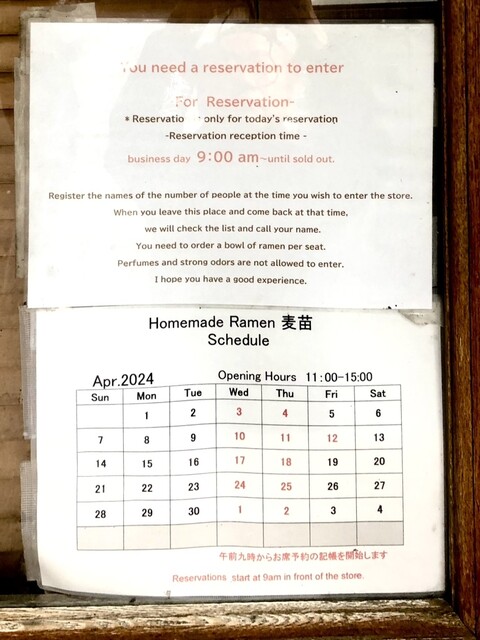 You need a reservation to enter
For Reservation-
* only for today's reservation
-Reservation reception time -
business day 9:00 am~until sold out.
Register the names of the number of people at the time you wish to enter the store.
When you leave this place and come back at that time,
we will check the list and call your name.
You need to order a bowl of ramen per seat.
Perfumes and strong odors are not allowed to enter.
I hope you have a good experience.
Homemade Ramen 麦苗
Schedule
Apr.2024 Opening Hours 11:00-15:00
Sun Mon Tue Wed Thu Fri Sat
1 2 3 4 5 6
7 8 9 10 11 12 13
14 15 16 17 18 19 20
21 22 23 24 25 26 27
28 29 30 1 2 3 4
午前九時からお席予約の記帳を開始します
Reservations start at 9am in front of the store.